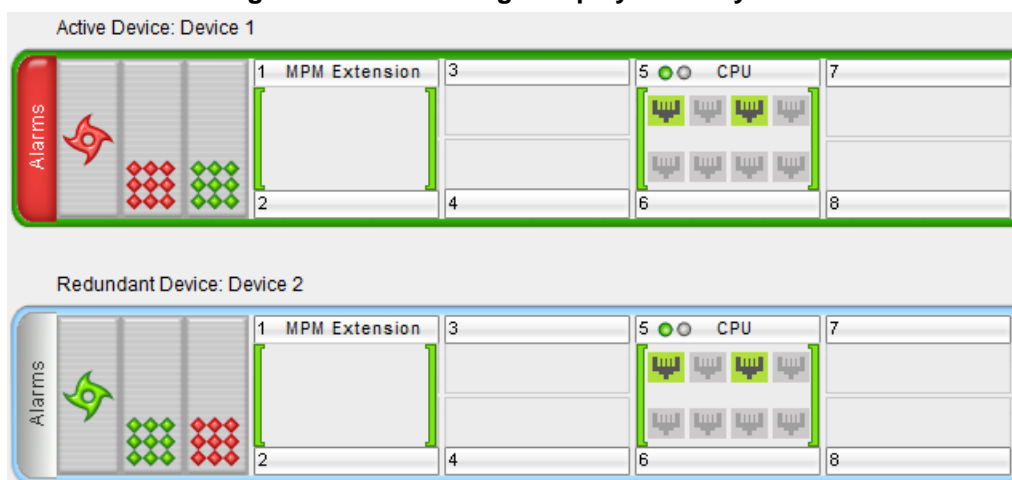 Active Device: Device 1
Alarms
1 MPM Extension 3 5 CPU 7
2 4 6 8
Redundant Device: Device 2
Alarms
1 MPM Extension 3 5 CPU 7
2 4 6 8